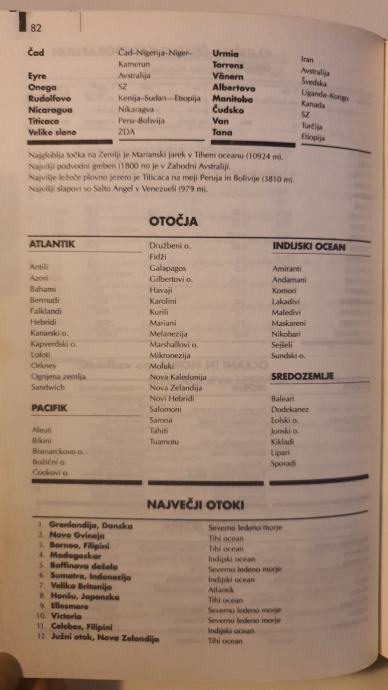 82
Čad Čad–Nigerija–Niger–
Kamerun
Eyre Avstralija
Onega SZ
Rudolfovo Kenija–Sudan–Etiopija
Nicaragua Nikaragva
Titicaca Peru–Bolivija
Veliko slano ZDA
Urmia Iran
Torrens Avstralija
Vänern Švedska
Albertovo Uganda–Kongo
Manitoba Kanada
Čudsko SZ
Van Turčija
Tana Etiopija
Najgloblja točka na Zemlji je Marianski jarek v Tihem oceanu (10924 m).
Najvišji podvodni greben (1800 m) je v Zahodni Avstraliji.
Najvišje ležeče plovno jezero je Titicaca na meji Peruja in Bolivije (3810 m).
Najvišji slapovi so Salto Angel v Venezueli (979 m).
OTOČJA
ATLANTIK
Antili
Azori
Bahami
Bermudi
Falklandi
Hebridi
Kanarski o.
Kapverdski o.
Lofoti
Orkney
Ognjena zemlja
Sandwich
PACIFIK
Aleuti
Bikini
Bismarckovo o.
Božični o.
Cookovi o.
Družbeni o.
Fidži
Galapagos
Gilbertovi o.
Havaji
Karolini
Kurili
Mariani
Melanezija
Marshallovi o.
Mikronezija
Moluki
Nova Kaledonija
Nova Zelandija
Novi Hebridi
Salomoni
Samoa
Tahiti
Tuamotu
INDIJSKI OCEAN
Amiranti
Andamani
Komori
Lakadivi
Maledivi
Maskareni
Nikobari
Sejšeli
Sundski o.
SREDOZEMLJE
Baleari
Dodekanez
Eolski o.
Jonski o.
Kikladi
Lipari
Sporadi
NAJVEČJI OTOKI
1. Grenlandija, Danska Severno ledeno morje
2. Nova Gvineja Tihi ocean
3. Borneo, Filipini Tihi ocean
4. Madagaskar Indijski ocean
5. Baffinova dežela Severno ledeno morje
6. Sumatra, Indonezija Indijski ocean
7. Velika Britanija Atlantik
8. Honšu, Japonska Tihi ocean
9. Ellesmere Severno ledeno morje
10. Victoria Severno ledeno morje
11. Celebes, Filipini Indijski ocean
12. Južni otok, Nova Zelandija Tihi ocean